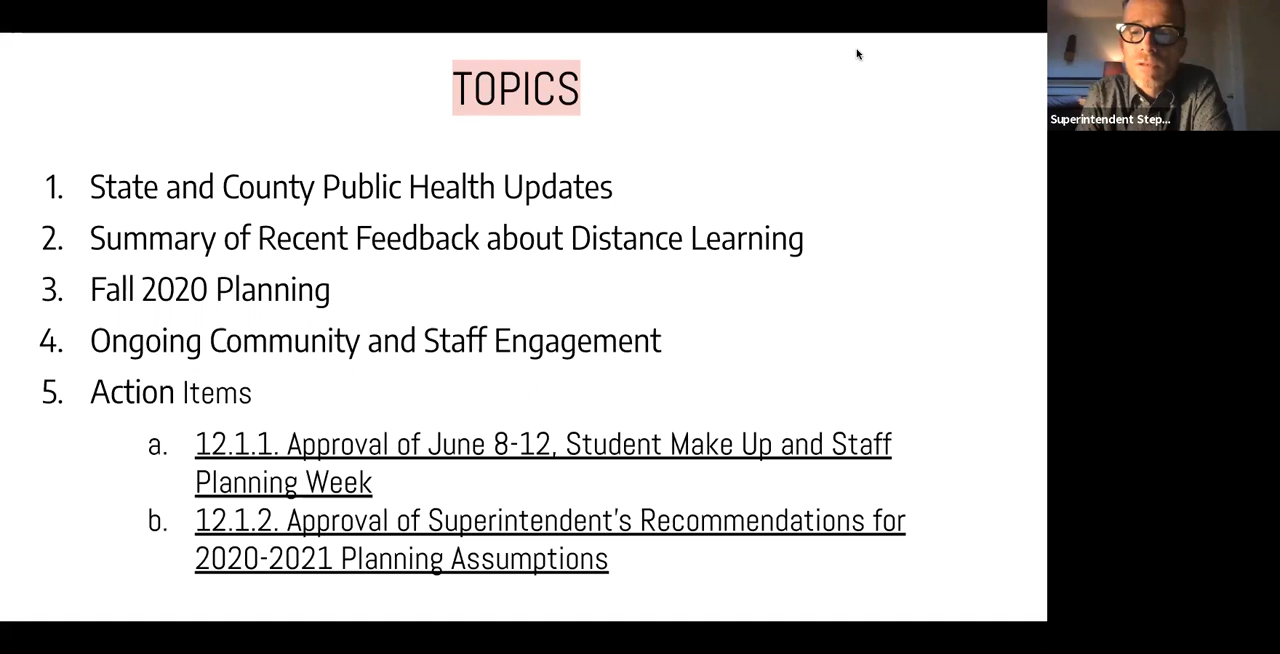 TOPICS
Superintendent Step...
1. State and County Public Health Updates
2. Summary of Recent Feedback about Distance Learning
3. Fall 2020 Planning
4. Ongoing Community and Staff Engagement
5. Action Items
a. 12.1.1. Approval of June 8-12, Student Make Up and Staff
Planning Week
b. 12.1.2. Approval of Superintendent's Recommendations for
2020-2021 Planning Assumptions